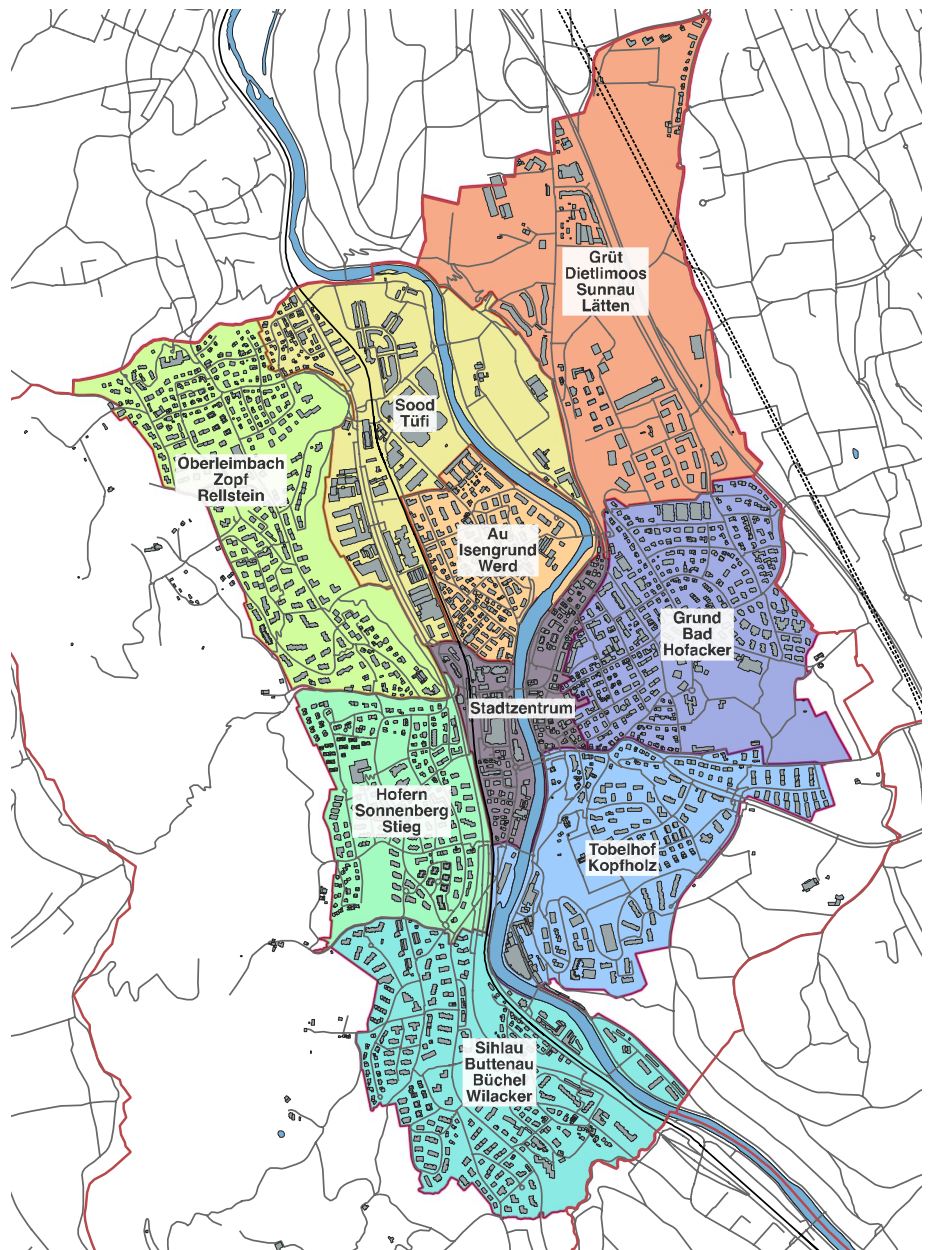 Grüt
Dietlimoos
Sunnau
Lätten
Sood
Tüfi
Oberleimbach
Zopf
Rellstein
Au
Isengrund
Werd
Grund
Bad
Hofacker
Stadtzentrum
Hofern
Sonnenberg
Stieg
Tobelhof
Kopfholz
Sihlau
Buttenau
Büchel
Wilacker